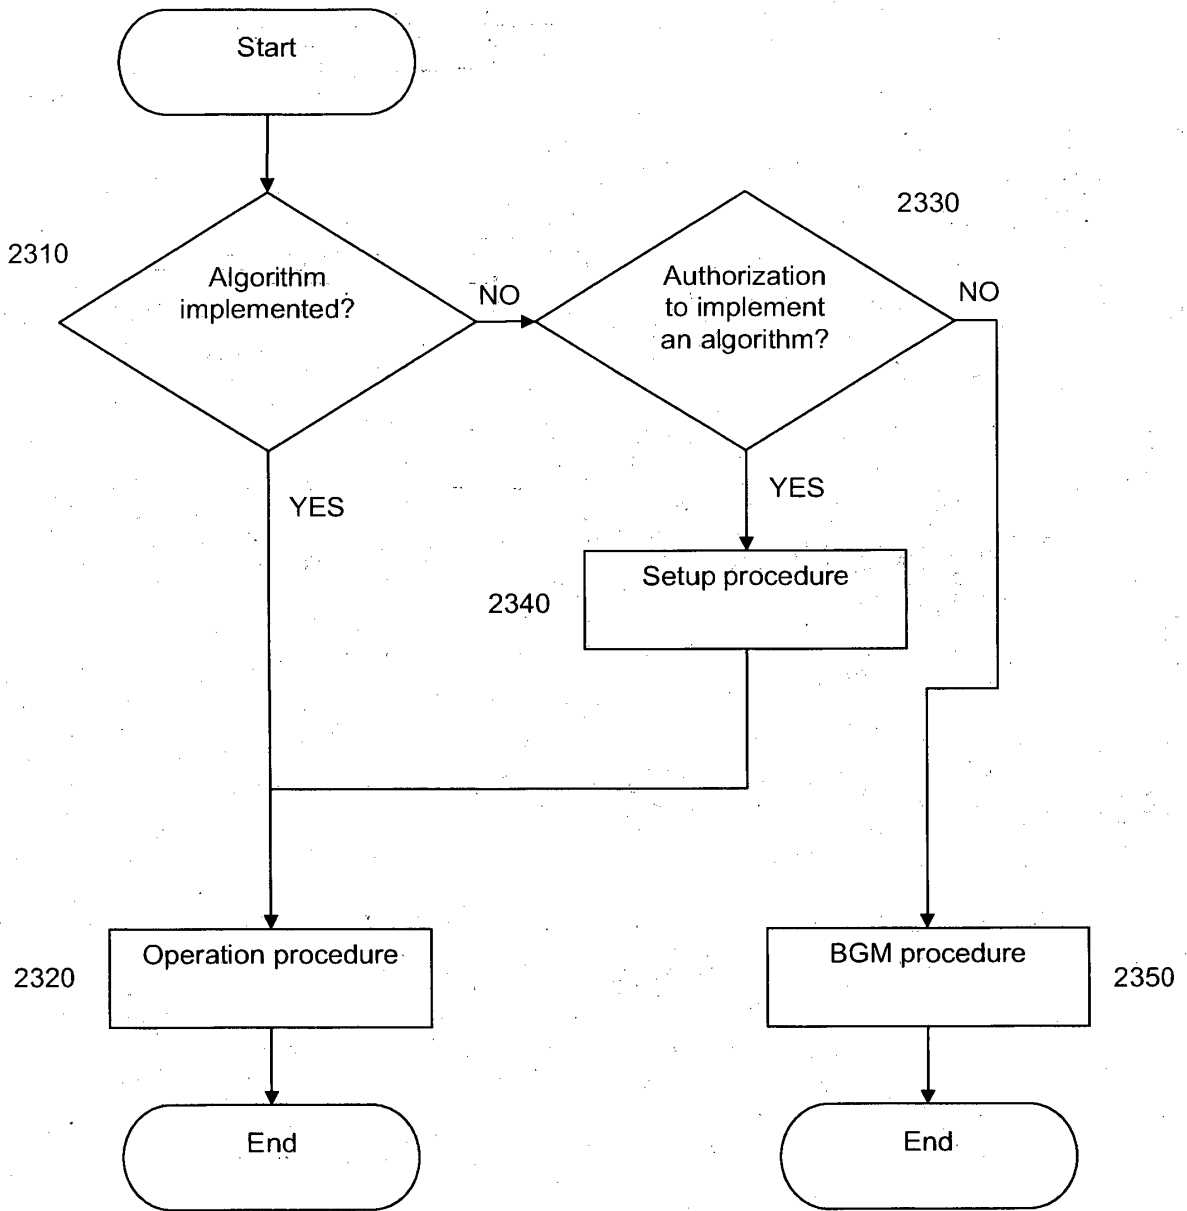 Start
2310
Algorithm
implemented?
NO
2330
Authorization
to implement
an algorithm?
NO
YES
YES
2340
Setup procedure
2320
Operation procedure
BGM procedure
2350
End
End